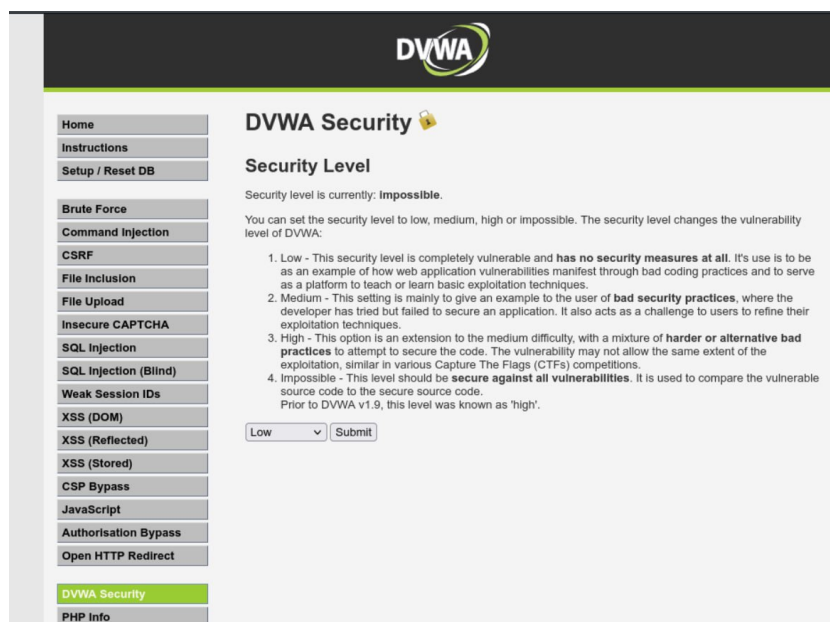 DVWA
Home
Instructions
Setup / Reset DB
Brute Force
Command Injection
CSRF
File Inclusion
File Upload
Insecure CAPTCHA
SQL Injection
SQL Injection (Blind)
Weak Session IDs
XSS (DOM)
XSS (Reflected)
XSS (Stored)
CSP Bypass
JavaScript
Authorisation Bypass
Open HTTP Redirect
DVWA Security
PHP Info
DVWA Security
Security Level
Security level is currently: impossible.
You can set the security level to low, medium, high or impossible. The security level changes the vulnerability
level of DVWA:
1. Low - This security level is completely vulnerable and has no security measures at all. It's use is to be
as an example of how web application vulnerabilities manifest through bad coding practices and to serve
as a platform to teach or learn basic exploitation techniques.
2. Medium - This setting is mainly to give an example to the user of bad security practices, where the
developer has tried but failed to secure an application. It also acts as a challenge to users to refine their
exploitation techniques.
3. High - This option is an extension to the medium difficulty, with a mixture of harder or alternative bad
practices to attempt to secure the code. The vulnerability may not allow the same extent of the
exploitation, similar in various Capture The Flags (CTFs) competitions.
4. Impossible - This level should be secure against all vulnerabilities. It is used to compare the vulnerable
source code to the secure source code.
Prior to DVWA v1.9, this level was known as 'high'.
Low Submit